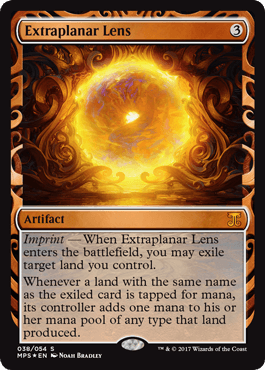 Extraplanar Lens 3
Artifact
Imprint — When Extraplanar Lens
enters the battlefield, you may exile
target land you control.
Whenever a land with the same name
as the exiled card is tapped for mana,
its controller adds one mana to his or
her mana pool of any type that land
produced.
038/054 S
MPS★EN Noah Bradley
™ & © 2017 Wizards of the Coast